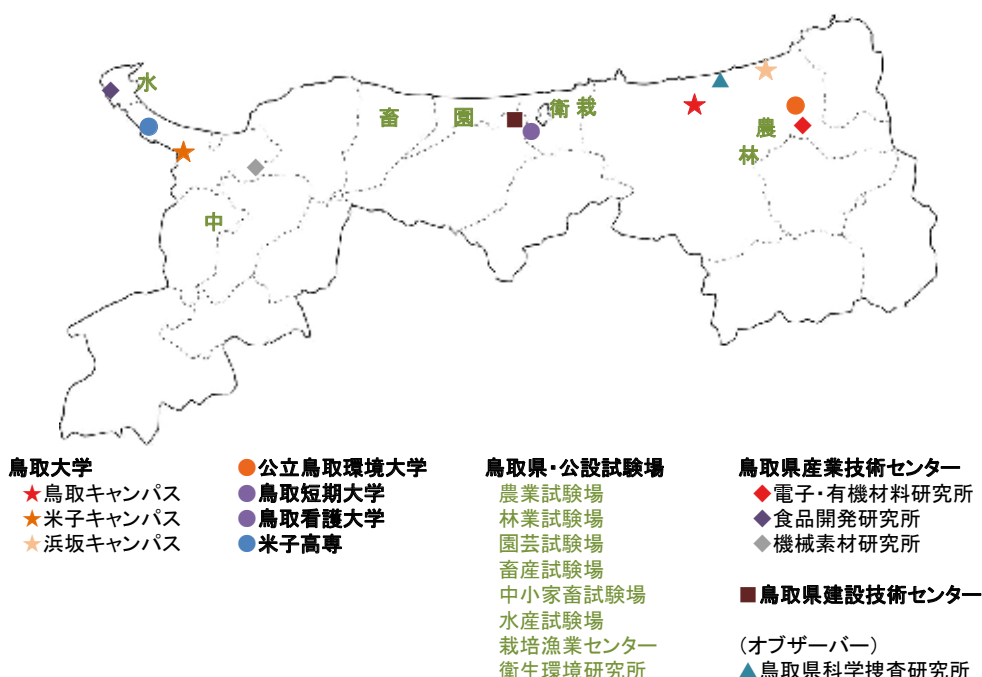 水
畜
園
衛
栽
農
林
中
鳥取大学
鳥取キャンパス
米子キャンパス
浜坂キャンパス
公立鳥取環境大学
鳥取短期大学
鳥取看護大学
米子高専
鳥取県・公設試験場
農業試験場
林業試験場
園芸試験場
畜産試験場
中小家畜試験場
水産試験場
栽培漁業センター
衛生環境研究所
鳥取県産業技術センター
電子・有機材料研究所
食品開発研究所
機械素材研究所
鳥取県建設技術センター
(オブザーバー)
鳥取県科学捜査研究所